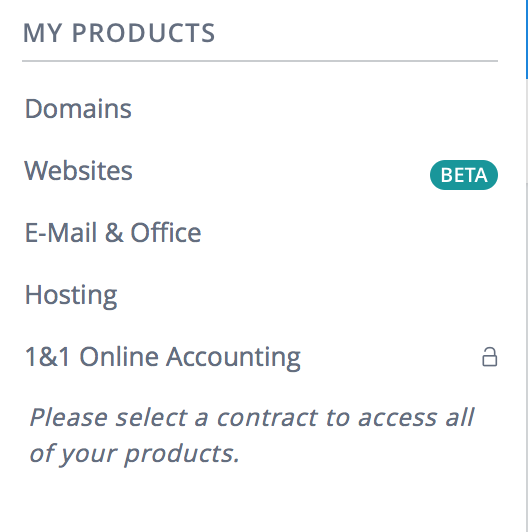 MY PRODUCTS
Domains
Websites
BETA
E-Mail & Office
Hosting
1&1 Online Accounting
Please select a contract to access all
of your products.